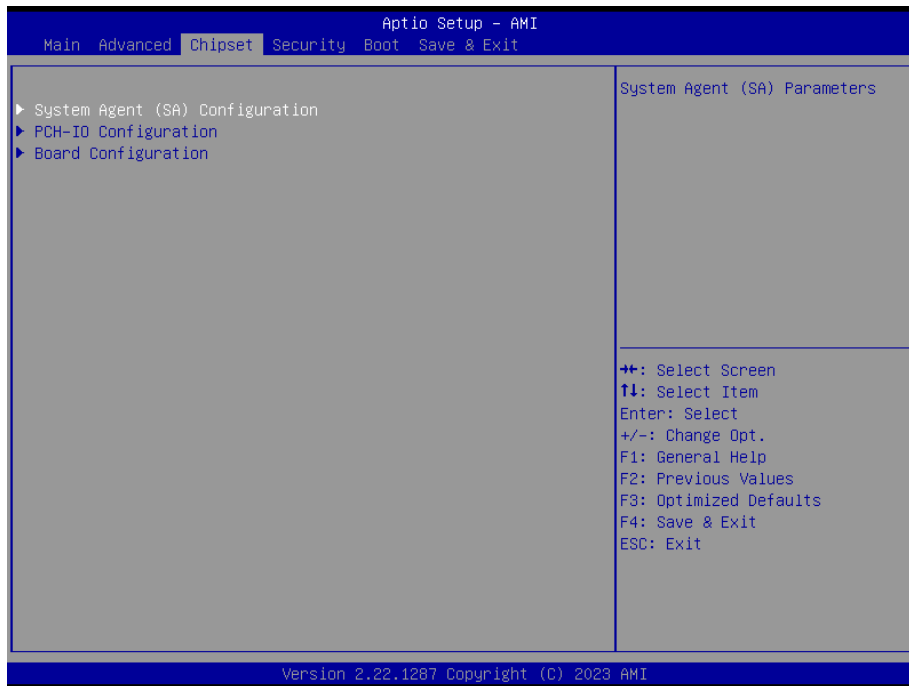 Aptio Setup – AMI
Main Advanced Chipset Security Boot Save & Exit
System Agent (SA) Configuration
PCH-IO Configuration
Board Configuration
System Agent (SA) Parameters
→←: Select Screen
↑↓: Select Item
Enter: Select
+/-: Change Opt.
F1: General Help
F2: Previous Values
F3: Optimized Defaults
F4: Save & Exit
ESC: Exit
Version 2.22.1287 Copyright (C) 2023 AMI